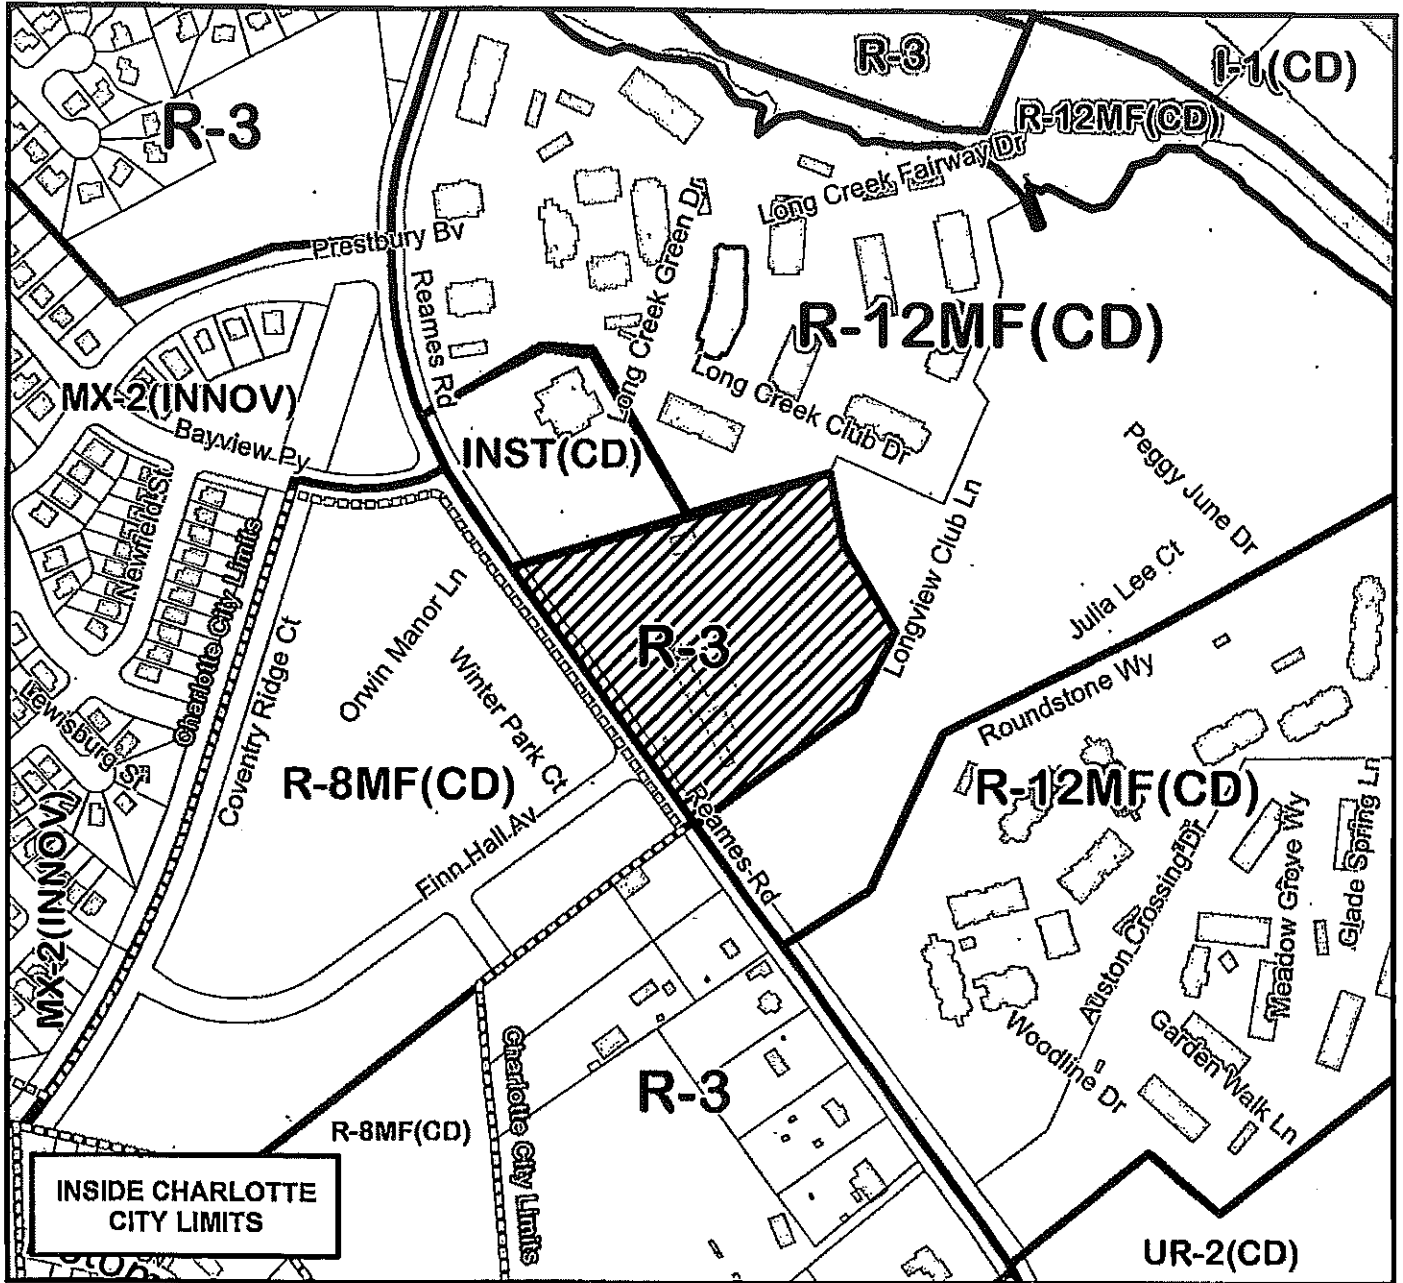 R-3
I-1(CD)
R-3
R-12MF(CD)
Long Creek Fairway Dr
Prestbury Bv
Long Creek Green Dr
Reames Rd
R-12MF(CD)
MX-2(INNOV)
Long Creek Club Dr
Bayview Py
INST(CD)
Peggy June Dr
Newfield St
Charlotte City Limits
Longview Club Ln
Julia Lee Ct
Orwin Manor Ln
R-3
Coventry Ridge Ct
Winter Park Ct
Roundstone Wy
Lewisburg St
R-8MF(CD)
R-12MF(CD)
Finn Hall Av
Reames Rd
MX-2(INNOV)
Auston Crossing Dr
Meadow Grove Wy
Glade Spring Ln
Woodline Dr
Garden Walk Ln
Charlotte City Limits
R-3
R-8MF(CD)
INSIDE CHARLOTTE
CITY LIMITS
UR-2(CD)